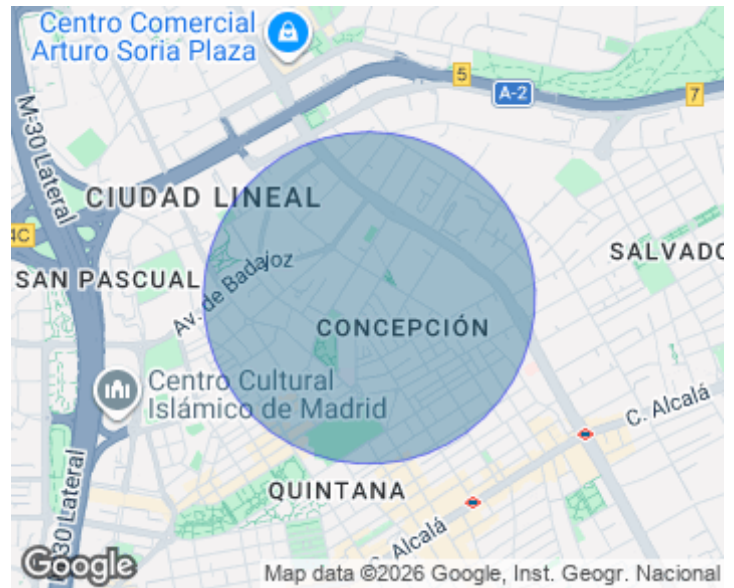 Centro Comercial
Arturo Soria Plaza
5
A-2
7
M-30 Lateral
CIUDAD LINEAL
4C
SALVADO
SAN PASCUAL
Av. de Badajoz
CONCEPCIÓN
Centro Cultural
Islámico de Madrid
C. Alcalá
QUINTANA
30 Lateral
C. Alcalá
Google
Map data ©2026 Google, Inst. Geogr. Nacional